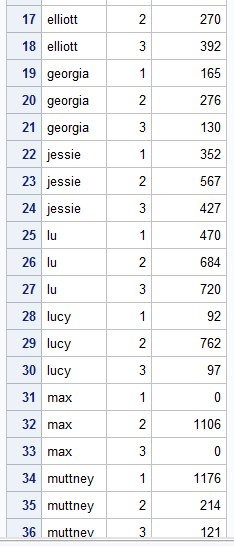 17 elliott 2 270
18 elliott 3 392
19 georgia 1 165
20 georgia 2 276
21 georgia 3 130
22 jessie 1 352
23 jessie 2 567
24 jessie 3 427
25 lu 1 470
26 lu 2 684
27 lu 3 720
28 lucy 1 92
29 lucy 2 762
30 lucy 3 97
31 max 1 0
32 max 2 1106
33 max 3 0
34 muttney 1 1176
35 muttney 2 214
36 muttney 3 121